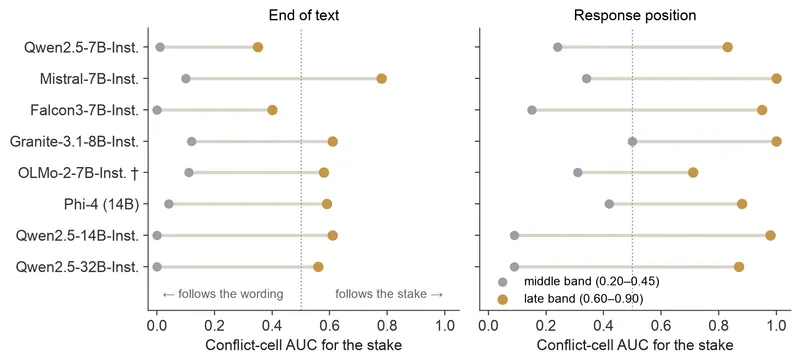 End of text
Response position
Qwen2.5-7B-Inst.
Mistral-7B-Inst.
Falcon3-7B-Inst.
Granite-3.1-8B-Inst.
OLMo-2-7B-Inst. †
Phi-4 (14B)
Qwen2.5-14B-Inst.
Qwen2.5-32B-Inst.
← follows the wording
follows the stake →
middle band (0.20–0.45)
late band (0.60–0.90)
0.0 0.2 0.4 0.6 0.8 1.0
0.0 0.2 0.4 0.6 0.8 1.0
Conflict-cell AUC for the stake
Conflict-cell AUC for the stake